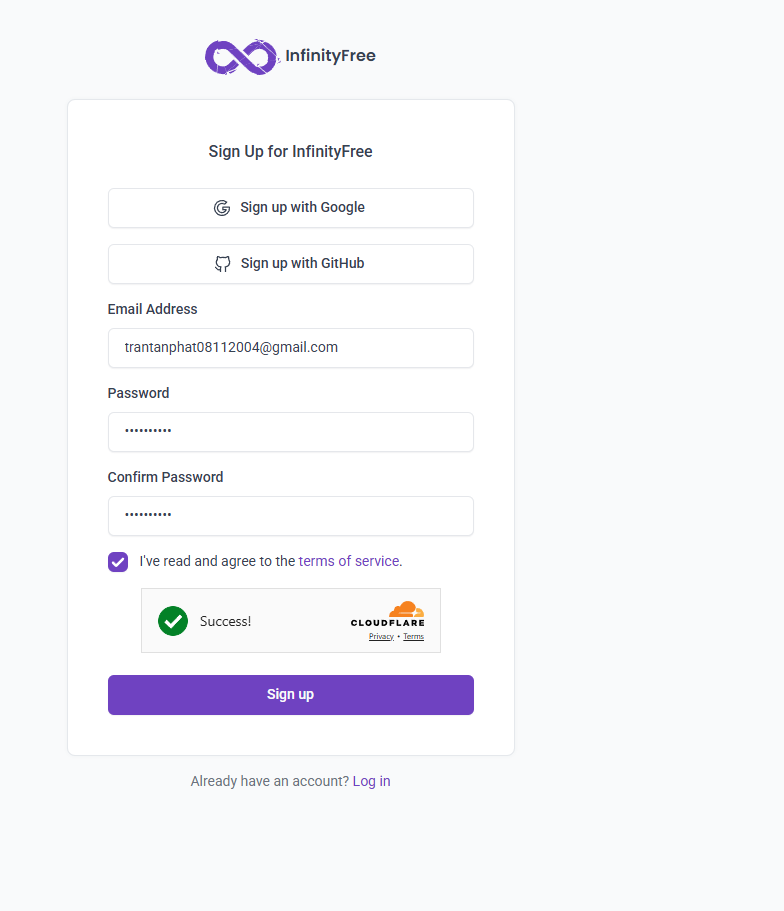 InfinityFree
Sign Up for InfinityFree
Sign up with Google
Sign up with GitHub
Email Address
trantanphat08112004@gmail.com
Password
••••••••••
Confirm Password
••••••••••
I've read and agree to the terms of service.
Success!
CLOUDFLARE
Privacy • Terms
Sign up
Already have an account? Log in